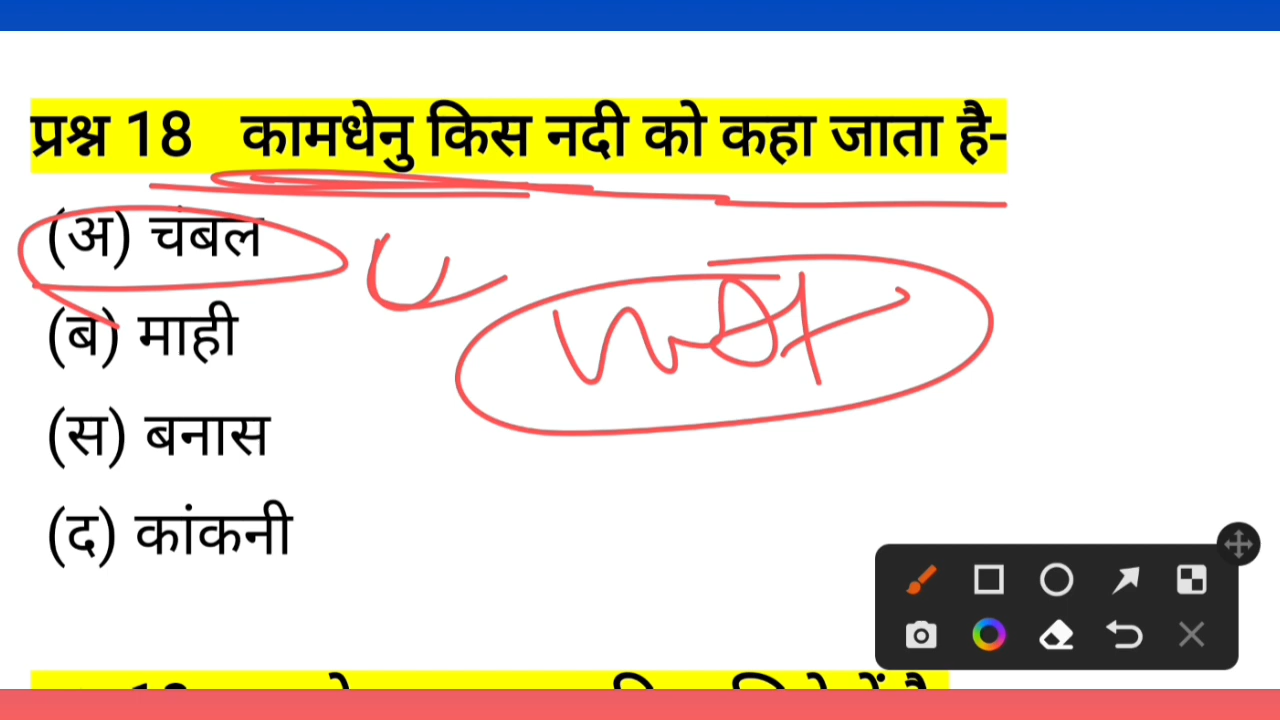 प्रश्न 18 कामधेनु किस नदी को कहा जाता है-
(अ) चंबल
(ब) माही
(स) बनास
(द) कांकनी